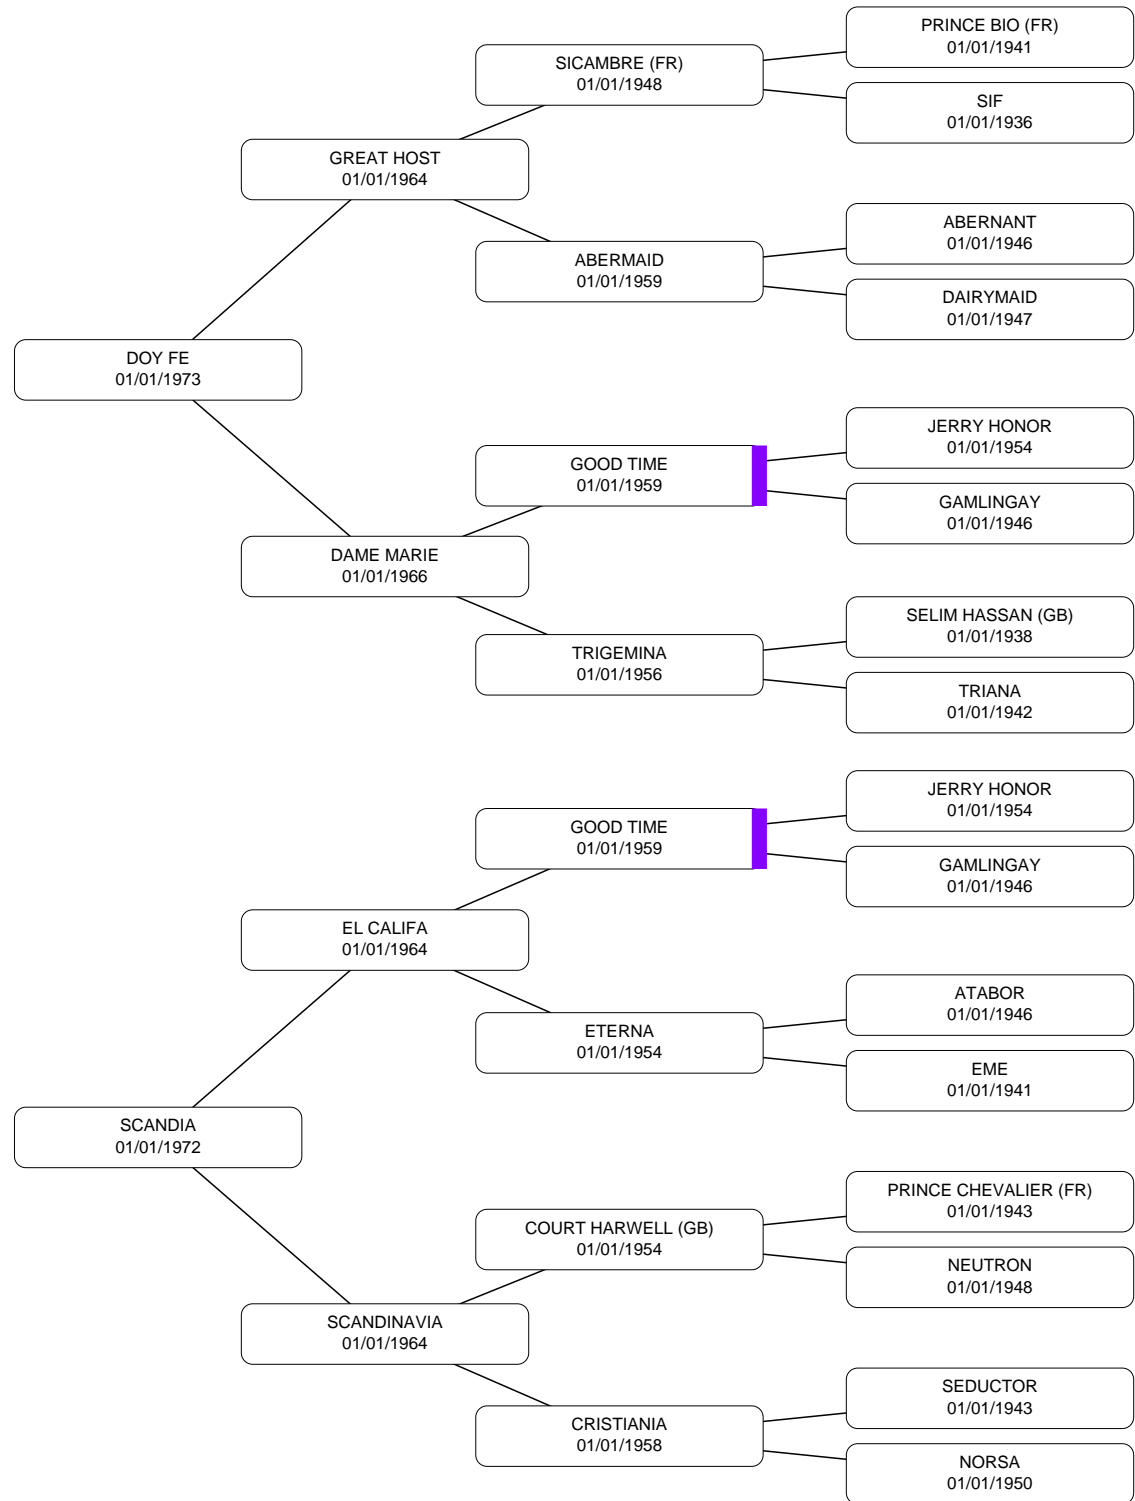 PRINCE BIO (FR)
01/01/1941
SICAMBRE (FR)
01/01/1948
SIF
01/01/1936
GREAT HOST
01/01/1964
ABERNANT
01/01/1946
ABERMAID
01/01/1959
DAIRYMAID
01/01/1947
DOY FE
01/01/1973
JERRY HONOR
01/01/1954
GOOD TIME
01/01/1959
GAMLINGAY
01/01/1946
DAME MARIE
01/01/1966
SELIM HASSAN (GB)
01/01/1938
TRIGEMINA
01/01/1956
TRIANA
01/01/1942
JERRY HONOR
01/01/1954
GOOD TIME
01/01/1959
GAMLINGAY
01/01/1946
EL CALIFA
01/01/1964
ATABOR
01/01/1946
ETERNA
01/01/1954
EME
01/01/1941
SCANDIA
01/01/1972
PRINCE CHEVALIER (FR)
01/01/1943
COURT HARWELL (GB)
01/01/1954
NEUTRON
01/01/1948
SCANDINAVIA
01/01/1964
SEDUCTOR
01/01/1943
CRISTIANIA
01/01/1958
NORSA
01/01/1950